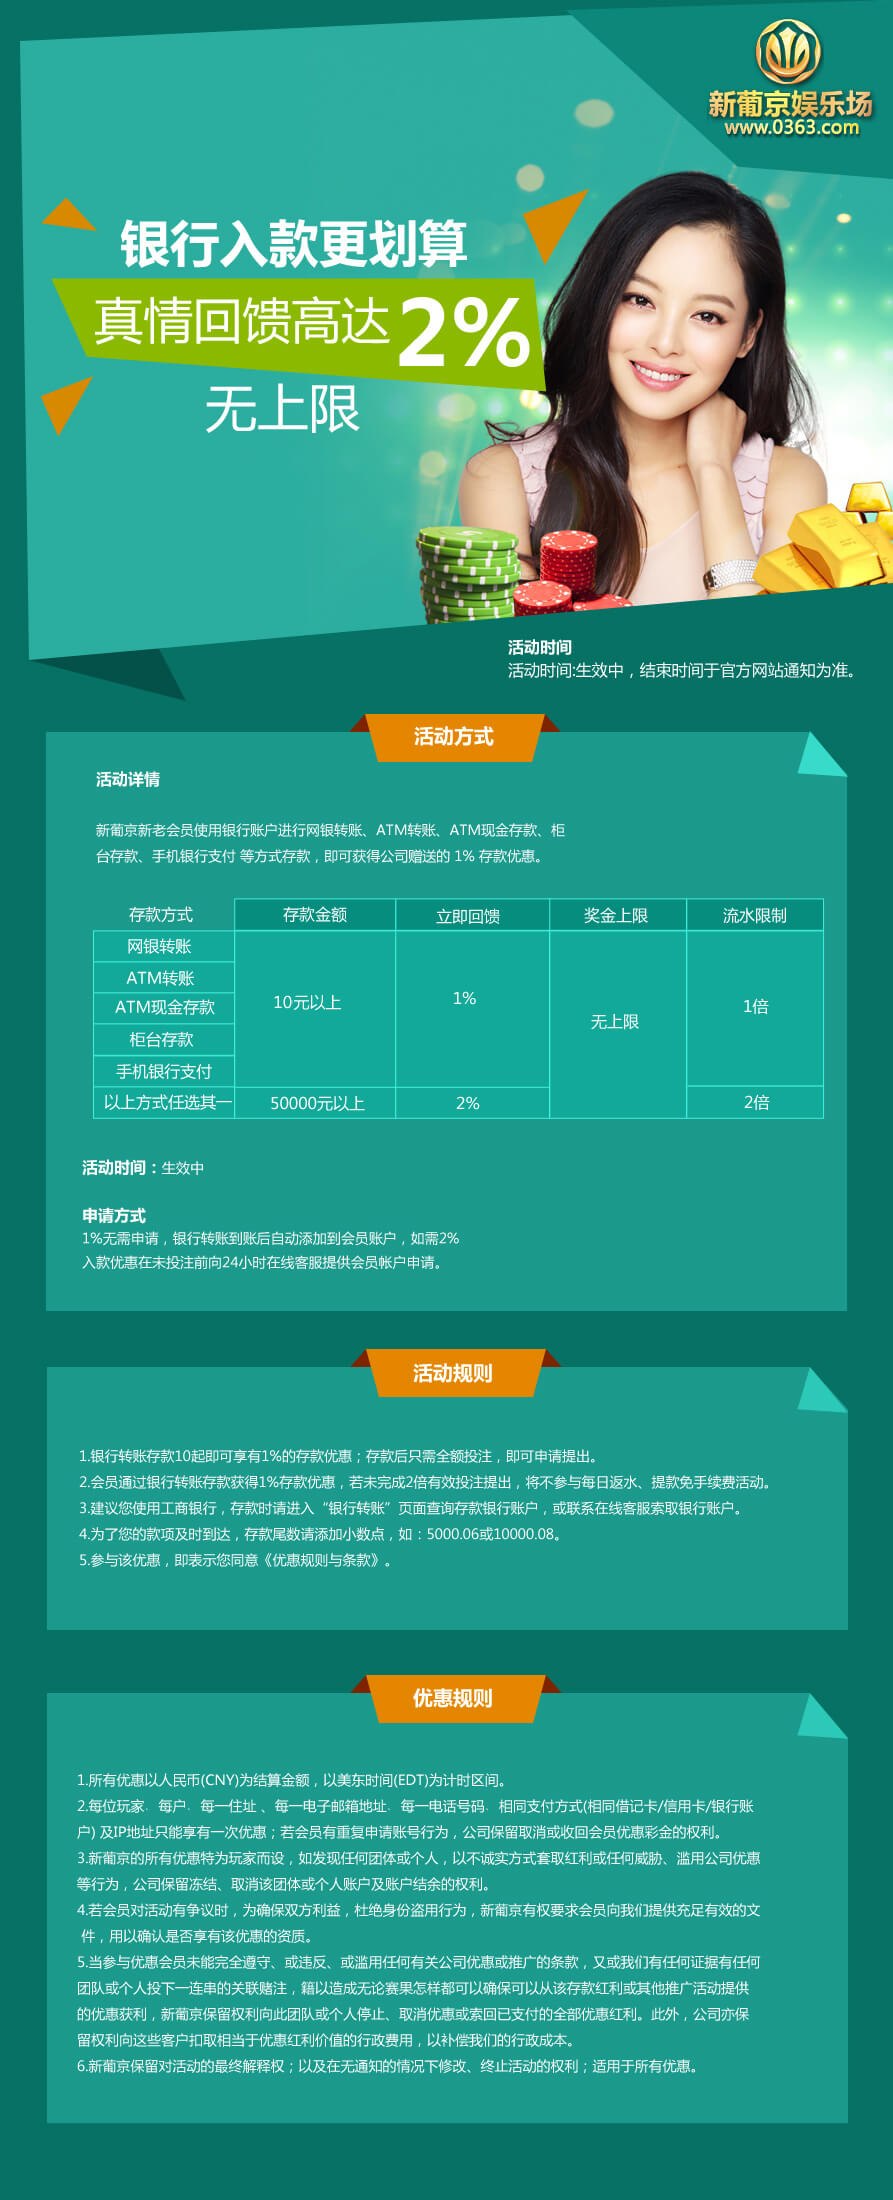 新葡京娱乐场
www.0363.com
银行入款更划算
真情回馈高达2%
无上限
活动时间
活动时间:生效中，结束时间于官方网站通知为准。
活动方式
活动详情
新葡京新老会员使用银行账户进行网银转账、ATM转账、ATM现金存款、柜
台存款、手机银行支付 等方式存款，即可获得公司赠送的 1% 存款优惠。
存款方式 存款金额 立即回馈 奖金上限 流水限制
网银转账
ATM转账
ATM现金存款
柜台存款
手机银行支付
10元以上 1% 无上限 1倍
以上方式任选其一 50000元以上 2% 2倍
活动时间：生效中
申请方式
1%无需申请，银行转账到账后自动添加到会员账户，如需2%
入款优惠在未投注前向24小时在线客服提供会员帐户申请。
活动规则
1.银行转账存款10起即可享有1%的存款优惠；存款后只需全额投注，即可申请提出。
2.会员通过银行转账存款获得1%存款优惠，若未完成2倍有效投注提出，将不参与每日返水、提款免手续费活动。
3.建议您使用工商银行，存款时请进入“银行转账”页面查询存款银行账户，或联系在线客服索取银行账户。
4.为了您的款项及时到达，存款尾数请添加小数点，如：5000.06或10000.08。
5.参与该优惠，即表示您同意《优惠规则与条款》。
优惠规则
1.所有优惠以人民币(CNY)为结算金额，以美东时间(EDT)为计时区间。
2.每位玩家﹑每户﹑每一住址 、每一电子邮箱地址﹑每一电话号码﹑相同支付方式(相同借记卡/信用卡/银行账
户) 及IP地址只能享有一次优惠；若会员有重复申请账号行为，公司保留取消或收回会员优惠彩金的权利。
3.新葡京的所有优惠特为玩家而设，如发现任何团体或个人，以不诚实方式套取红利或任何威胁、滥用公司优惠
等行为，公司保留冻结、取消该团体或个人账户及账户结余的权利。
4.若会员对活动有争议时，为确保双方利益，杜绝身份盗用行为，新葡京有权要求会员向我们提供充足有效的文
件，用以确认是否享有该优惠的资质。
5.当参与优惠会员未能完全遵守、或违反、或滥用任何有关公司优惠或推广的条款，又或我们有任何证据有任何
团队或个人投下一连串的关联赌注，籍以造成无论赛果怎样都可以确保可以从该存款红利或其他推广活动提供
的优惠获利，新葡京保留权利向此团队或个人停止、取消优惠或索回已支付的全部优惠红利。此外，公司亦保
留权利向这些客户扣取相当于优惠红利价值的行政费用，以补偿我们的行政成本。
6.新葡京保留对活动的最终解释权；以及在无通知的情况下修改、终止活动的权利；适用于所有优惠。